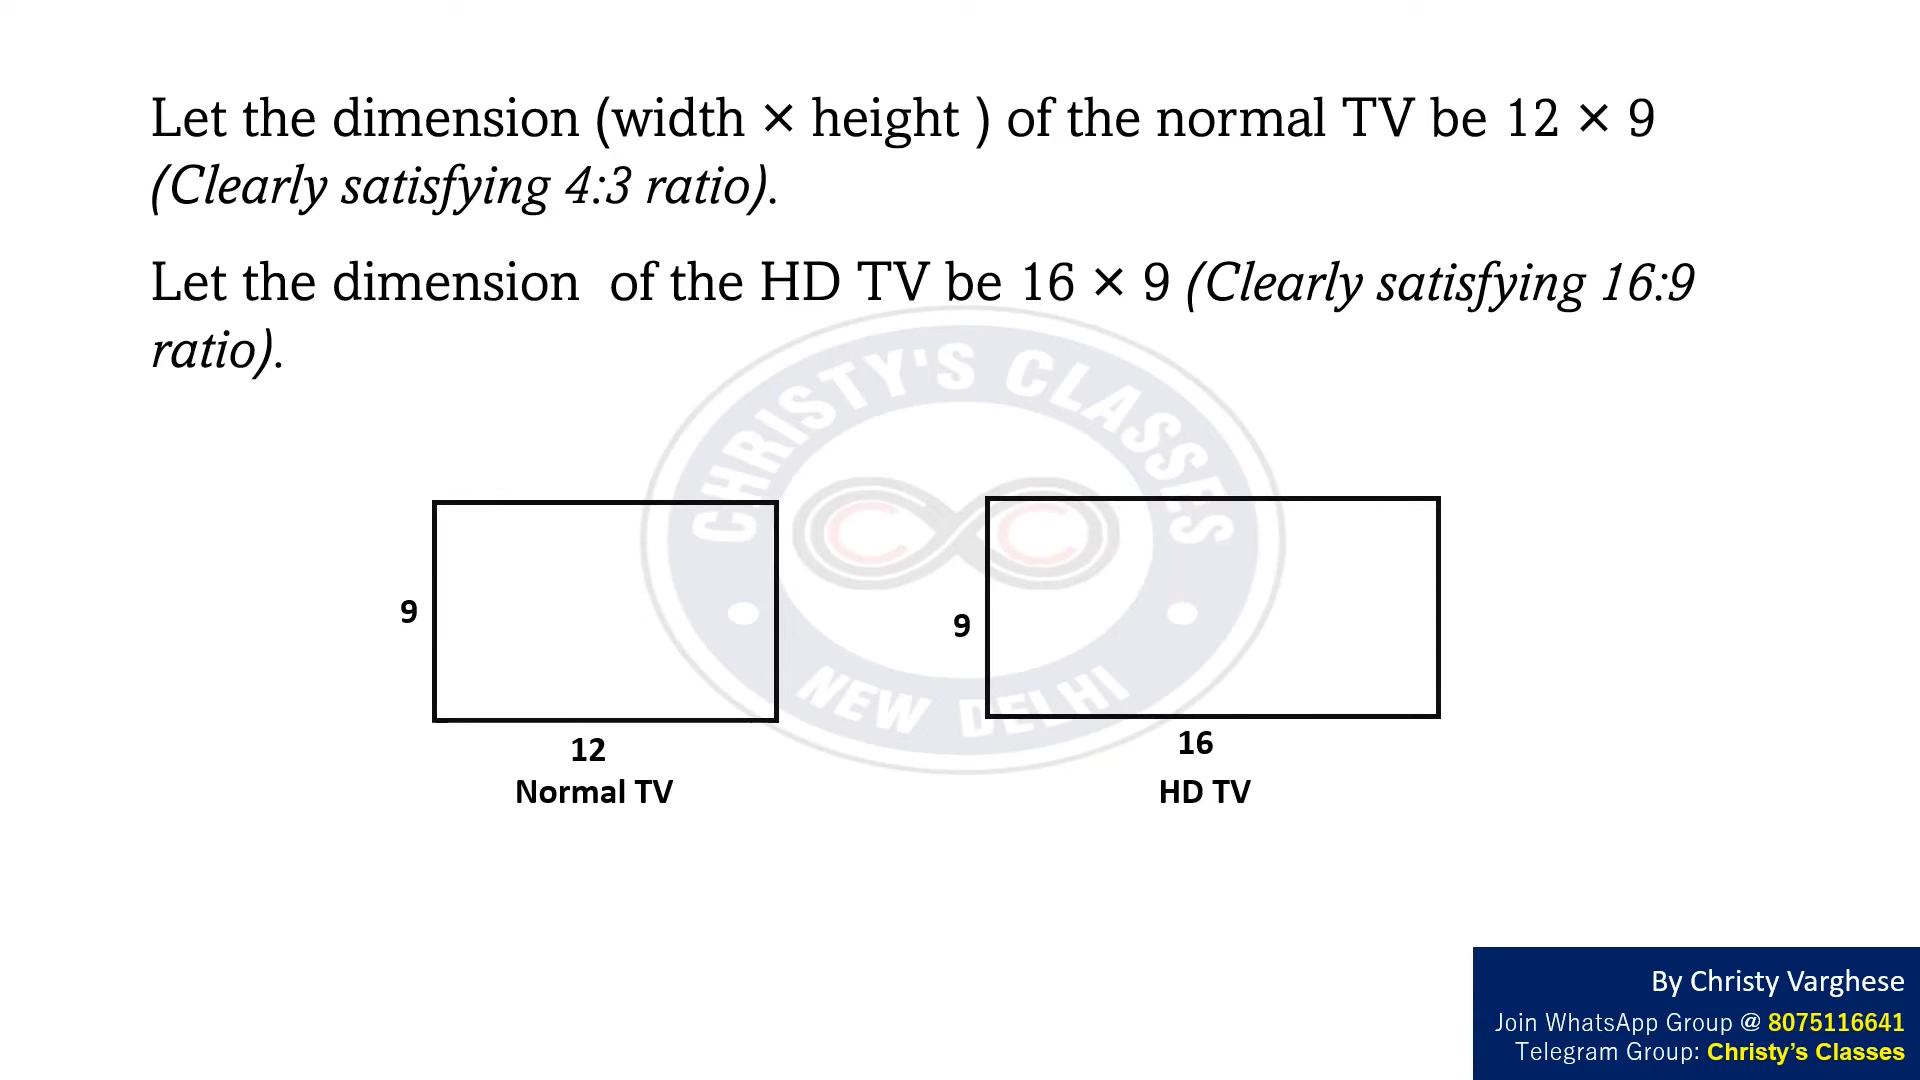 Let the dimension (width × height ) of the normal TV be 12 × 9
(Clearly satisfying 4:3 ratio).
Let the dimension  of the HD TV be 16 × 9 (Clearly satisfying 16:9
ratio).
CHRISTY'S CLASSES
CC
NEW DELHI
9
12
Normal TV
9
16
HD TV
By Christy Varghese
Join WhatsApp Group @ 8075116641
Telegram Group: Christy’s Classes